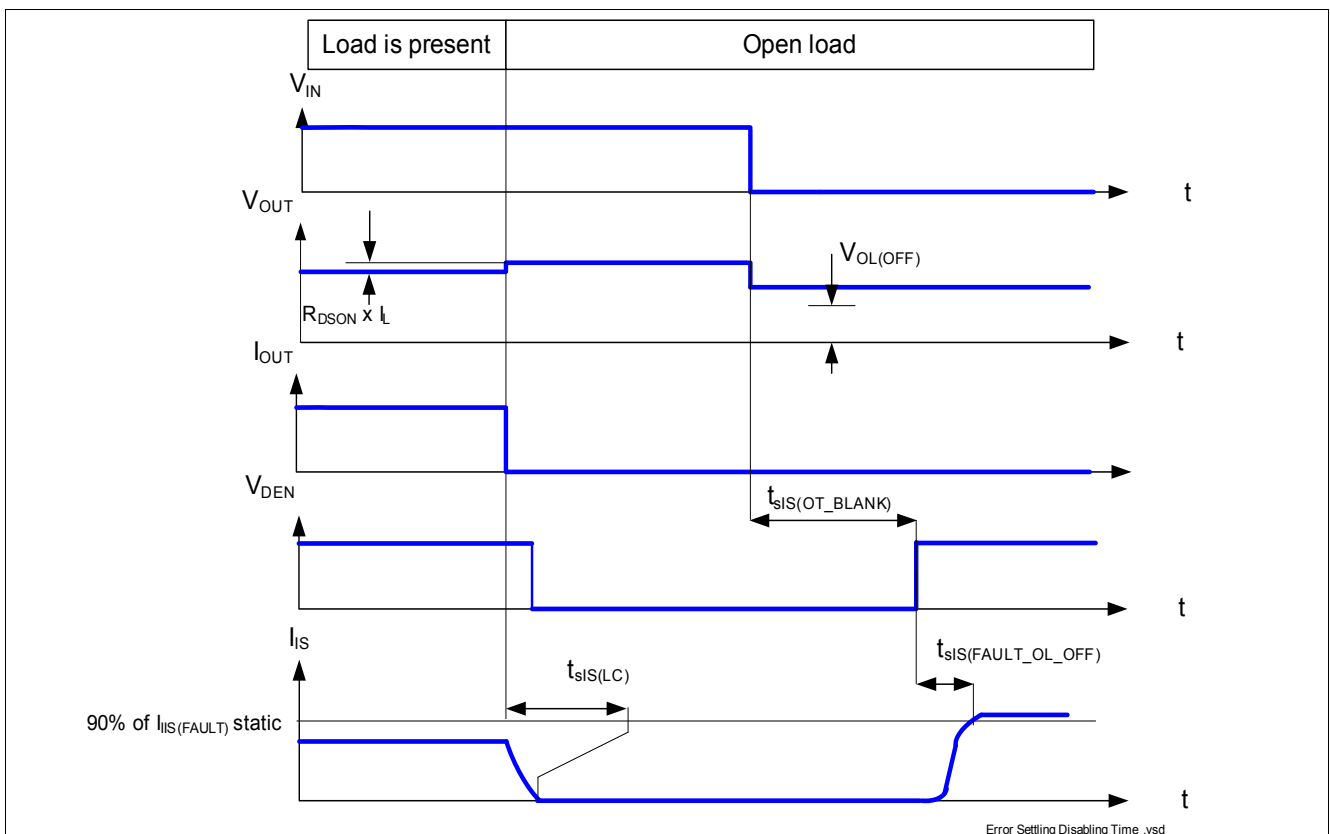 Load is present
Open load
VIN
t
VOUT
VOL(OFF)
RDSON x IL
t
IOUT
t
VDEN
tsIS(OT_BLANK)
t
IIS
tsIS(LC)
tsIS(FAULT_OL_OFF)
90% of IIIS(FAULT) static
t
Error Settling Disabling Time .vsd